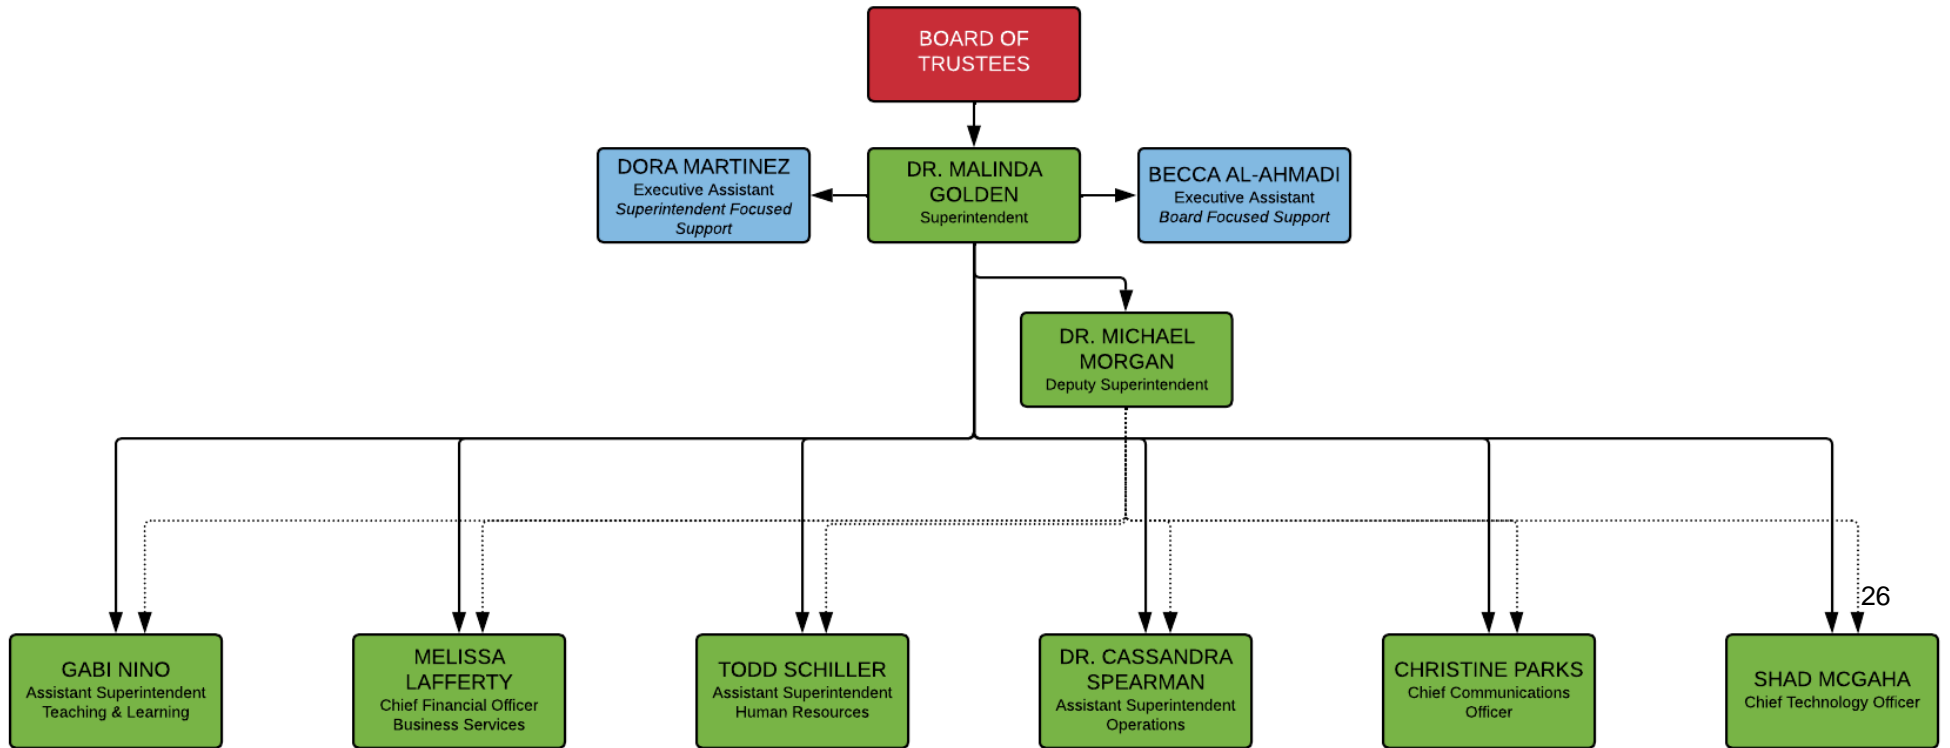 BOARD OF
TRUSTEES
DORA MARTINEZ
Executive Assistant
Superintendent Focused
Support
DR. MALINDA
GOLDEN
Superintendent
BECCA AL-AHMADI
Executive Assistant
Board Focused Support
DR. MICHAEL
MORGAN
Deputy Superintendent
26
GABI NINO
Assistant Superintendent
Teaching & Learning
MELISSA
LAFFERTY
Chief Financial Officer
Business Services
TODD SCHILLER
Assistant Superintendent
Human Resources
DR. CASSANDRA
SPEARMAN
Assistant Superintendent
Operations
CHRISTINE PARKS
Chief Communications
Officer
SHAD MCGAHA
Chief Technology Officer